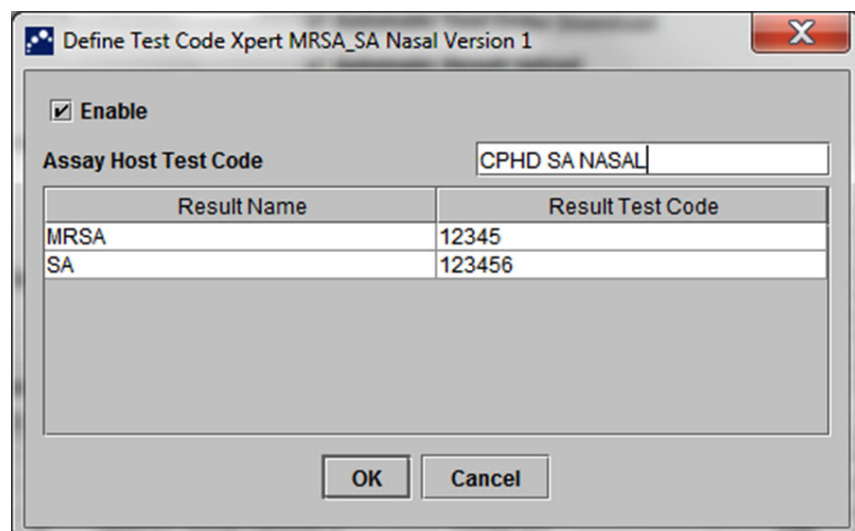 Define Test Code Xpert MRSA_SA Nasal Version 1
Enable
Assay Host Test Code CPHD SA NASAL
Result Name Result Test Code
MRSA 12345
SA 123456
OK Cancel